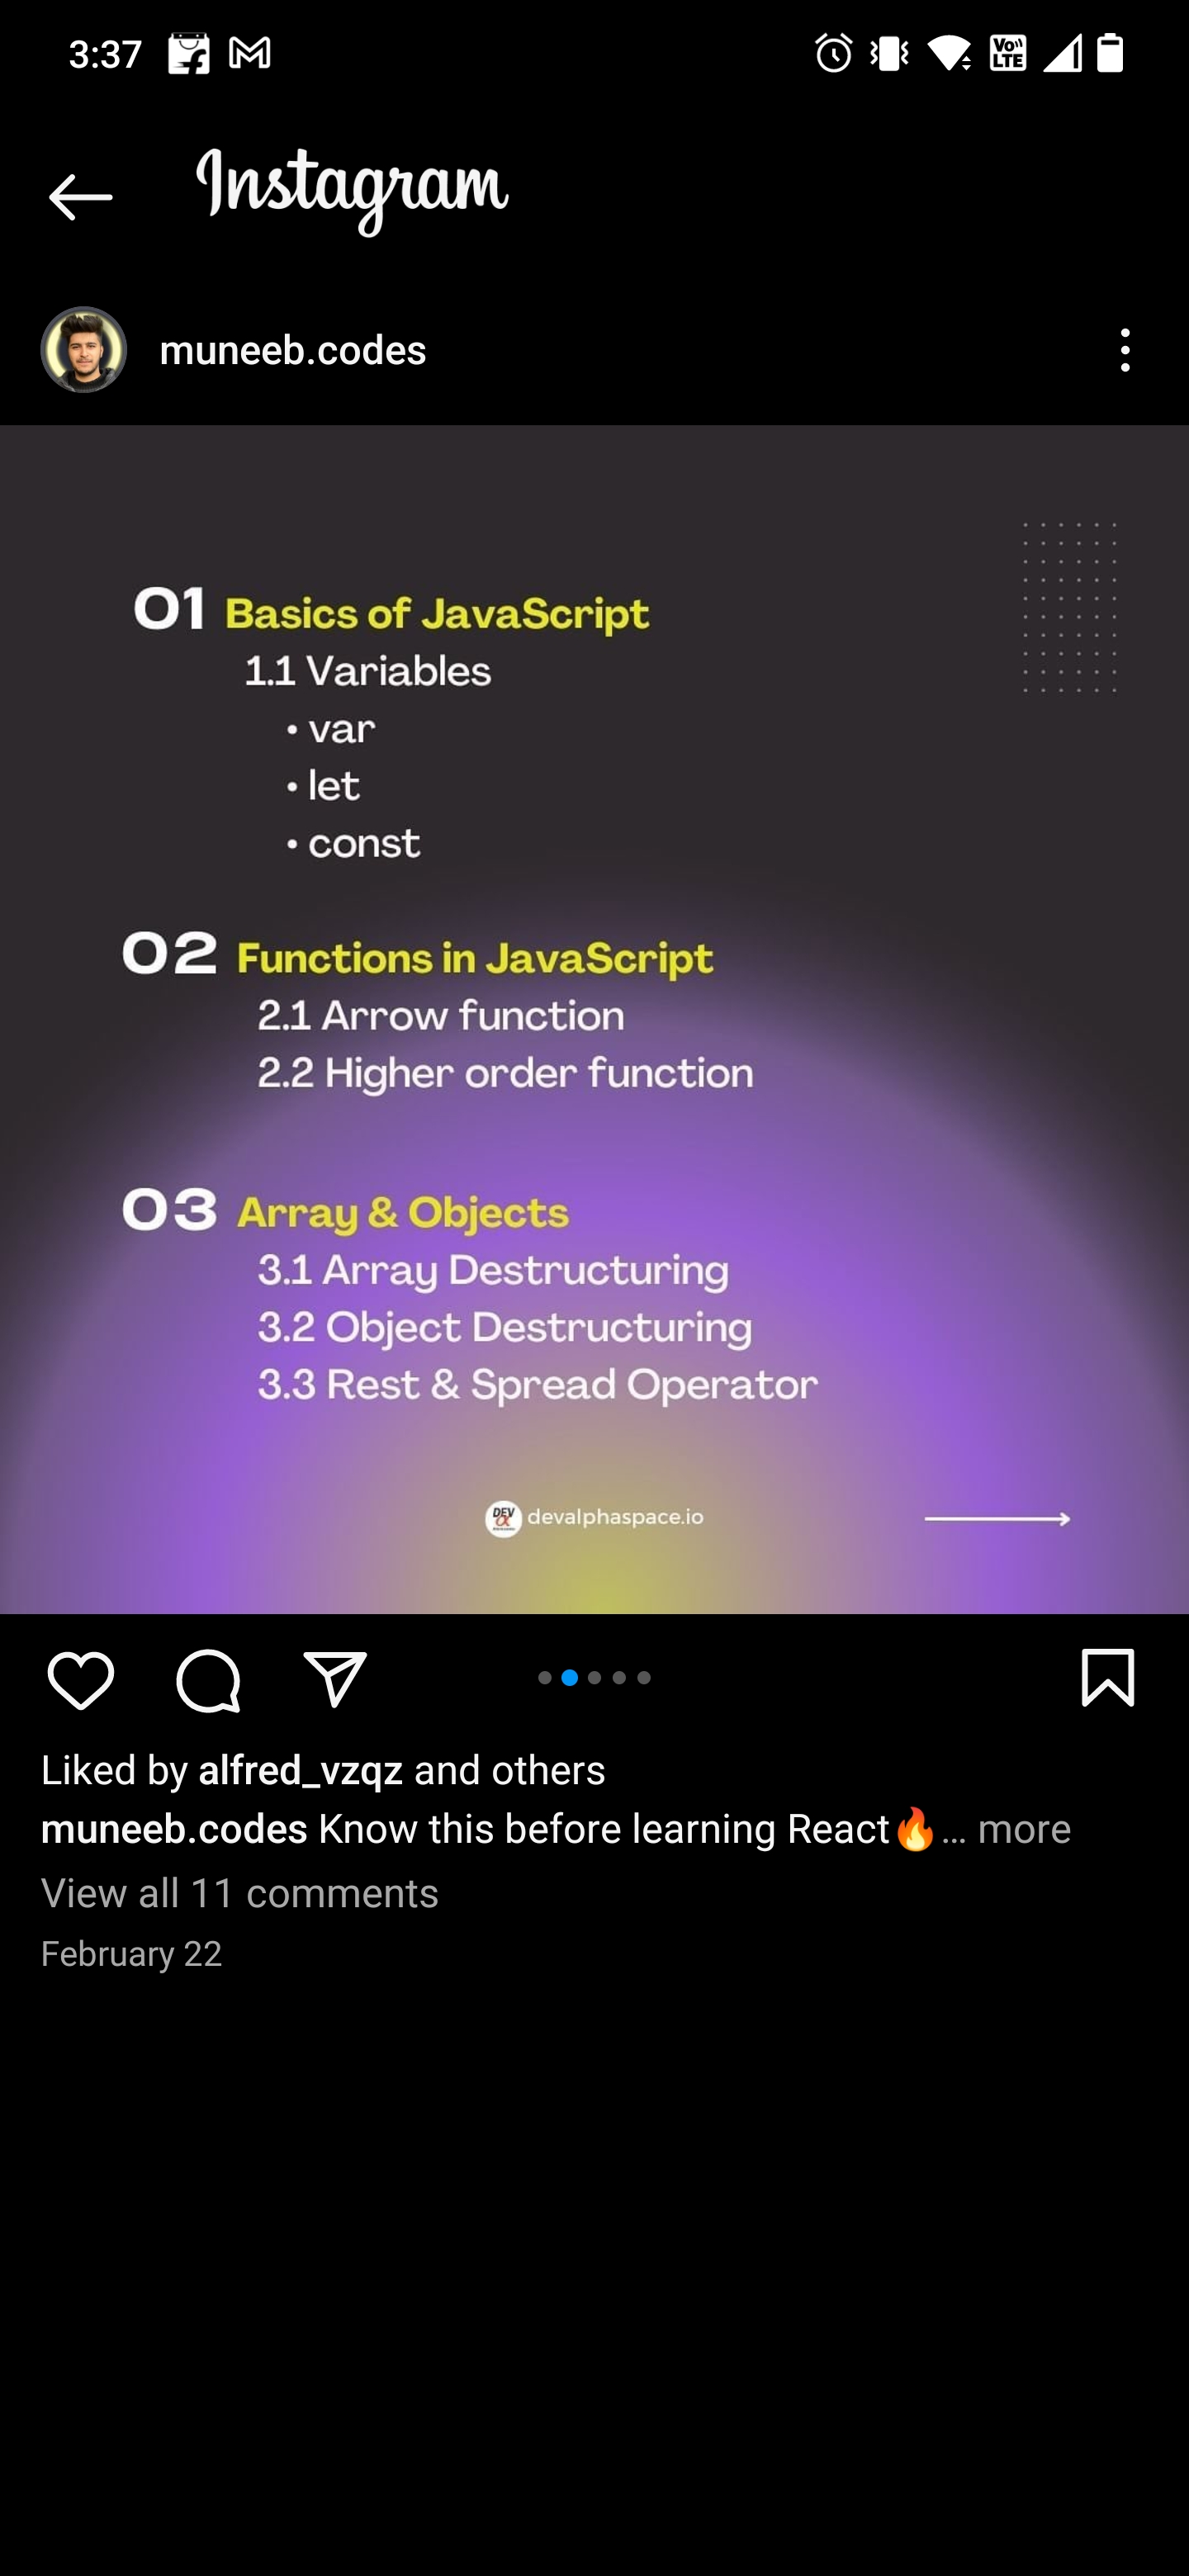 3:37
Vo LTE
Instagram
muneeb.codes
01 Basics of JavaScript
1.1 Variables
• var
• let
• const
02 Functions in JavaScript
2.1 Arrow function
2.2 Higher order function
03 Array & Objects
3.1 Array Destructuring
3.2 Object Destructuring
3.3 Rest & Spread Operator
DEV devalphaspace.io
Liked by alfred_vzqz and others
muneeb.codes Know this before learning React🔥... more
View all 11 comments
February 22